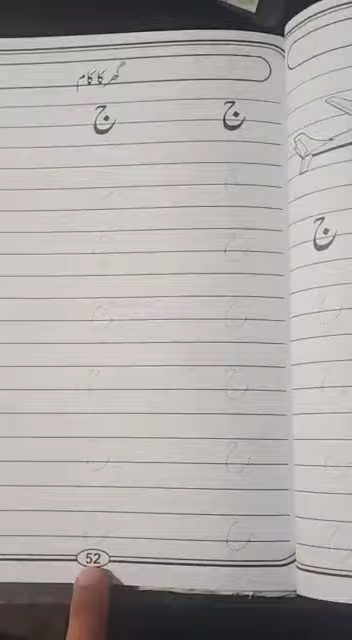 گھر کا کام
ج ج
ج
52